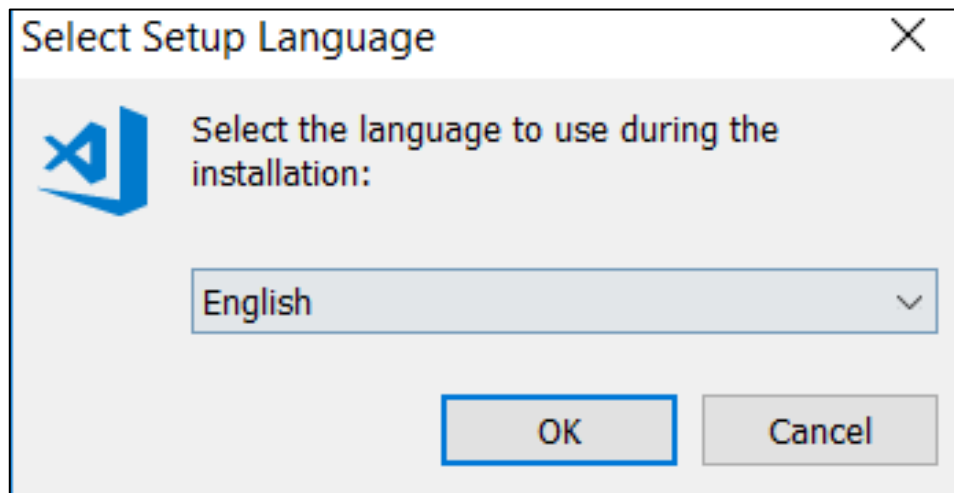 Select Setup Language
Select the language to use during the
installation:
English
OK
Cancel